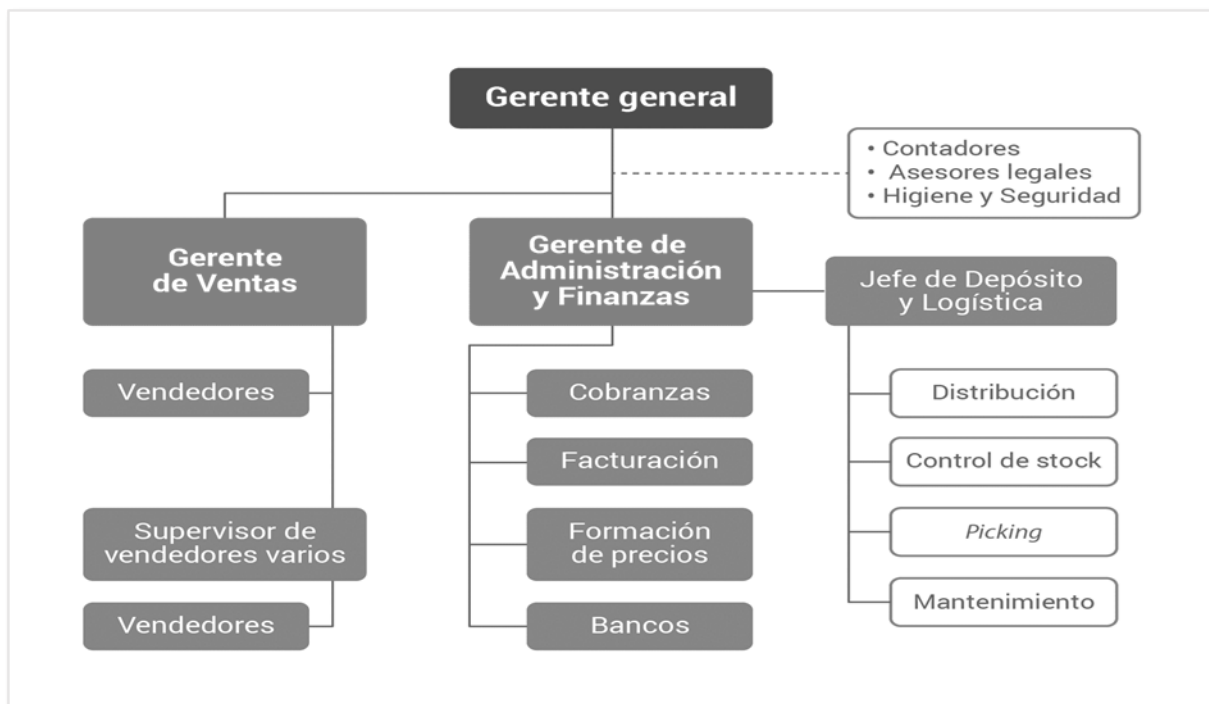 Gerente general
• Contadores
• Asesores legales
• Higiene y Seguridad
Gerente
de Ventas
Gerente de
Administración
y Finanzas
Jefe de Depósito
y Logística
Vendedores
Supervisor de
vendedores varios
Vendedores
Cobranzas
Facturación
Formación
de precios
Bancos
Distribución
Control de stock
Picking
Mantenimiento